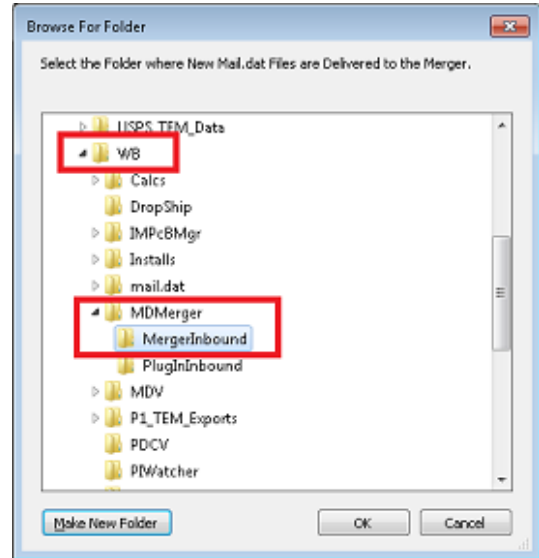 Browse For Folder
Select the Folder where New Mail.dat Files are Delivered to the Merger.
USPS_TEM_Data
WB
Calcs
DropShip
IMPcBMgr
Installs
mail.dat
MDMerger
MergerInbound
PlugInInbound
MDV
P1_TEM_Exports
PDCV
PIWatcher
Make New Folder
OK
Cancel